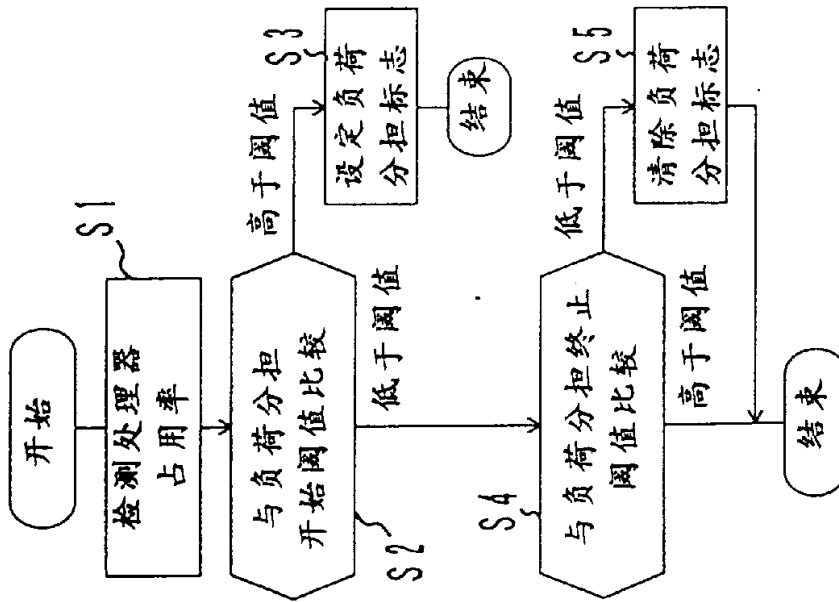 开始
检测处理器
占用率
S1
与负荷分担
开始阈值比较
S2
高于阈值
设定负荷
分担标志
S3
结束
低于阈值
与负荷分担终止
阈值比较
S4
低于阈值
清除负荷
分担标志
S5
高于阈值
结束